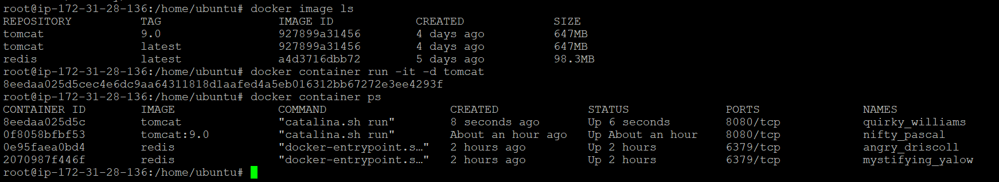 root@ip-172-31-28-136:/home/ubuntu# docker image ls
REPOSITORY          TAG                 IMAGE ID            CREATED             SIZE
tomcat              9.0                 927899a31456        4 days ago          647MB
tomcat              latest              927899a31456        4 days ago          647MB
redis               latest              a4d3716dbb72        5 days ago          98.3MB
root@ip-172-31-28-136:/home/ubuntu# docker container run -it -d tomcat
8eedaa025d5cec4e6dc9aa64311818d1aafed4a5eb016312bb67272e3ee4293f
root@ip-172-31-28-136:/home/ubuntu# docker container ps
CONTAINER ID        IMAGE               COMMAND                  CREATED             STATUS              PORTS               NAMES
8eedaa025d5c        tomcat              "catalina.sh run"        8 seconds ago       Up 6 seconds        8080/tcp            quirky_williams
0f8058bfbf53        tomcat:9.0          "catalina.sh run"        About an hour ago   Up About an hour    8080/tcp            nifty_pascal
0e95faea0bd4        redis               "docker-entrypoint.s…"   2 hours ago         Up 2 hours          6379/tcp            angry_driscoll
2070987f446f        redis               "docker-entrypoint.s…"   2 hours ago         Up 2 hours          6379/tcp            mystifying_yalow
root@ip-172-31-28-136:/home/ubuntu#